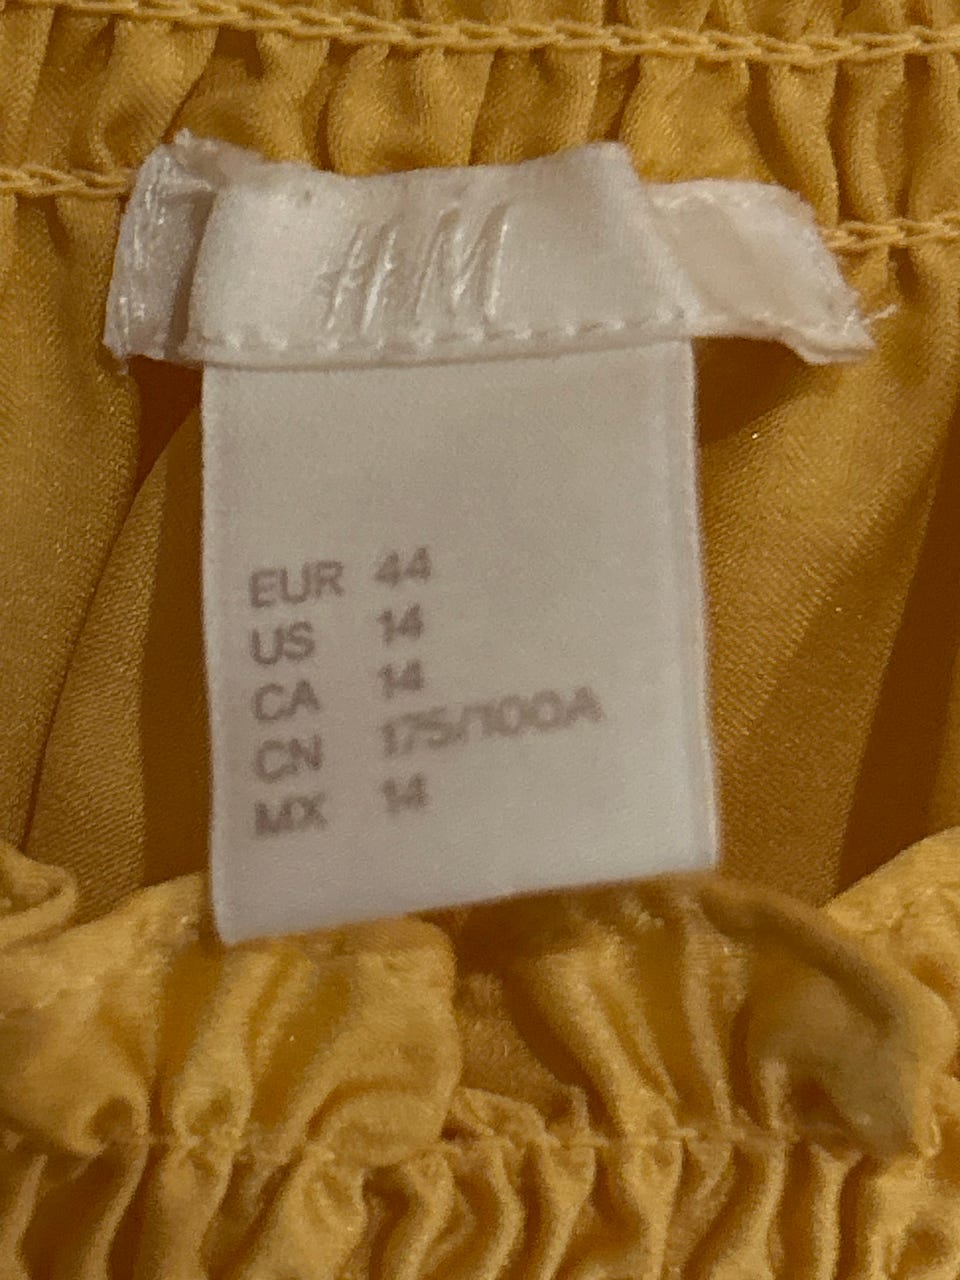 H&M
EUR 44
US 14
CA 14
CN 175/100A
MX 14